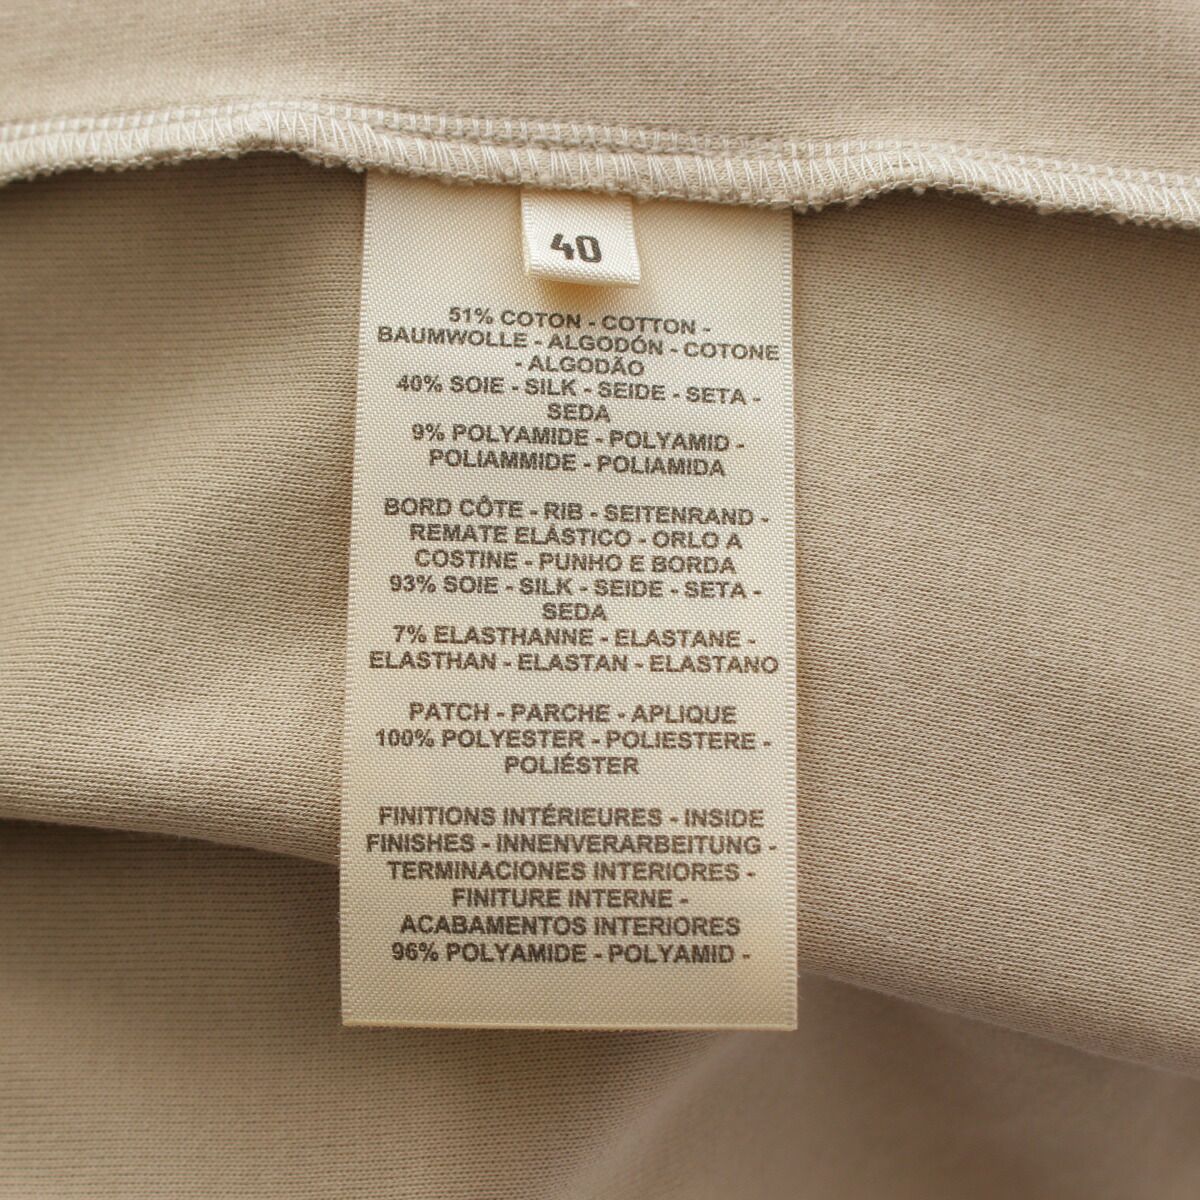 40
51% COTON - COTTON -
BAUMWOLLE - ALGODÓN - COTONE
- ALGODÃO
40% SOIE - SILK - SEIDE - SETA -
SEDA
9% POLYAMIDE - POLYAMID -
POLIAMMIDE - POLIAMIDA
BORD CÔTE - RIB - SEITENRAND -
REMATE ELÁSTICO - ORLO A
COSTINE - PUNHO E BORDA
93% SOIE - SILK - SEIDE - SETA -
SEDA
7% ELASTHANNE - ELASTANE -
ELASTHAN - ELASTAN - ELASTANO
PATCH - PARCHE - APLIQUE
100% POLYESTER - POLIESTERE -
POLIÉSTER
FINITIONS INTÉRIEURES - INSIDE
FINISHES - INNENVERARBEITUNG -
TERMINACIONES INTERIORES -
FINITURE INTERNE -
ACABAMENTOS INTERIORES
96% POLYAMIDE - POLYAMID -